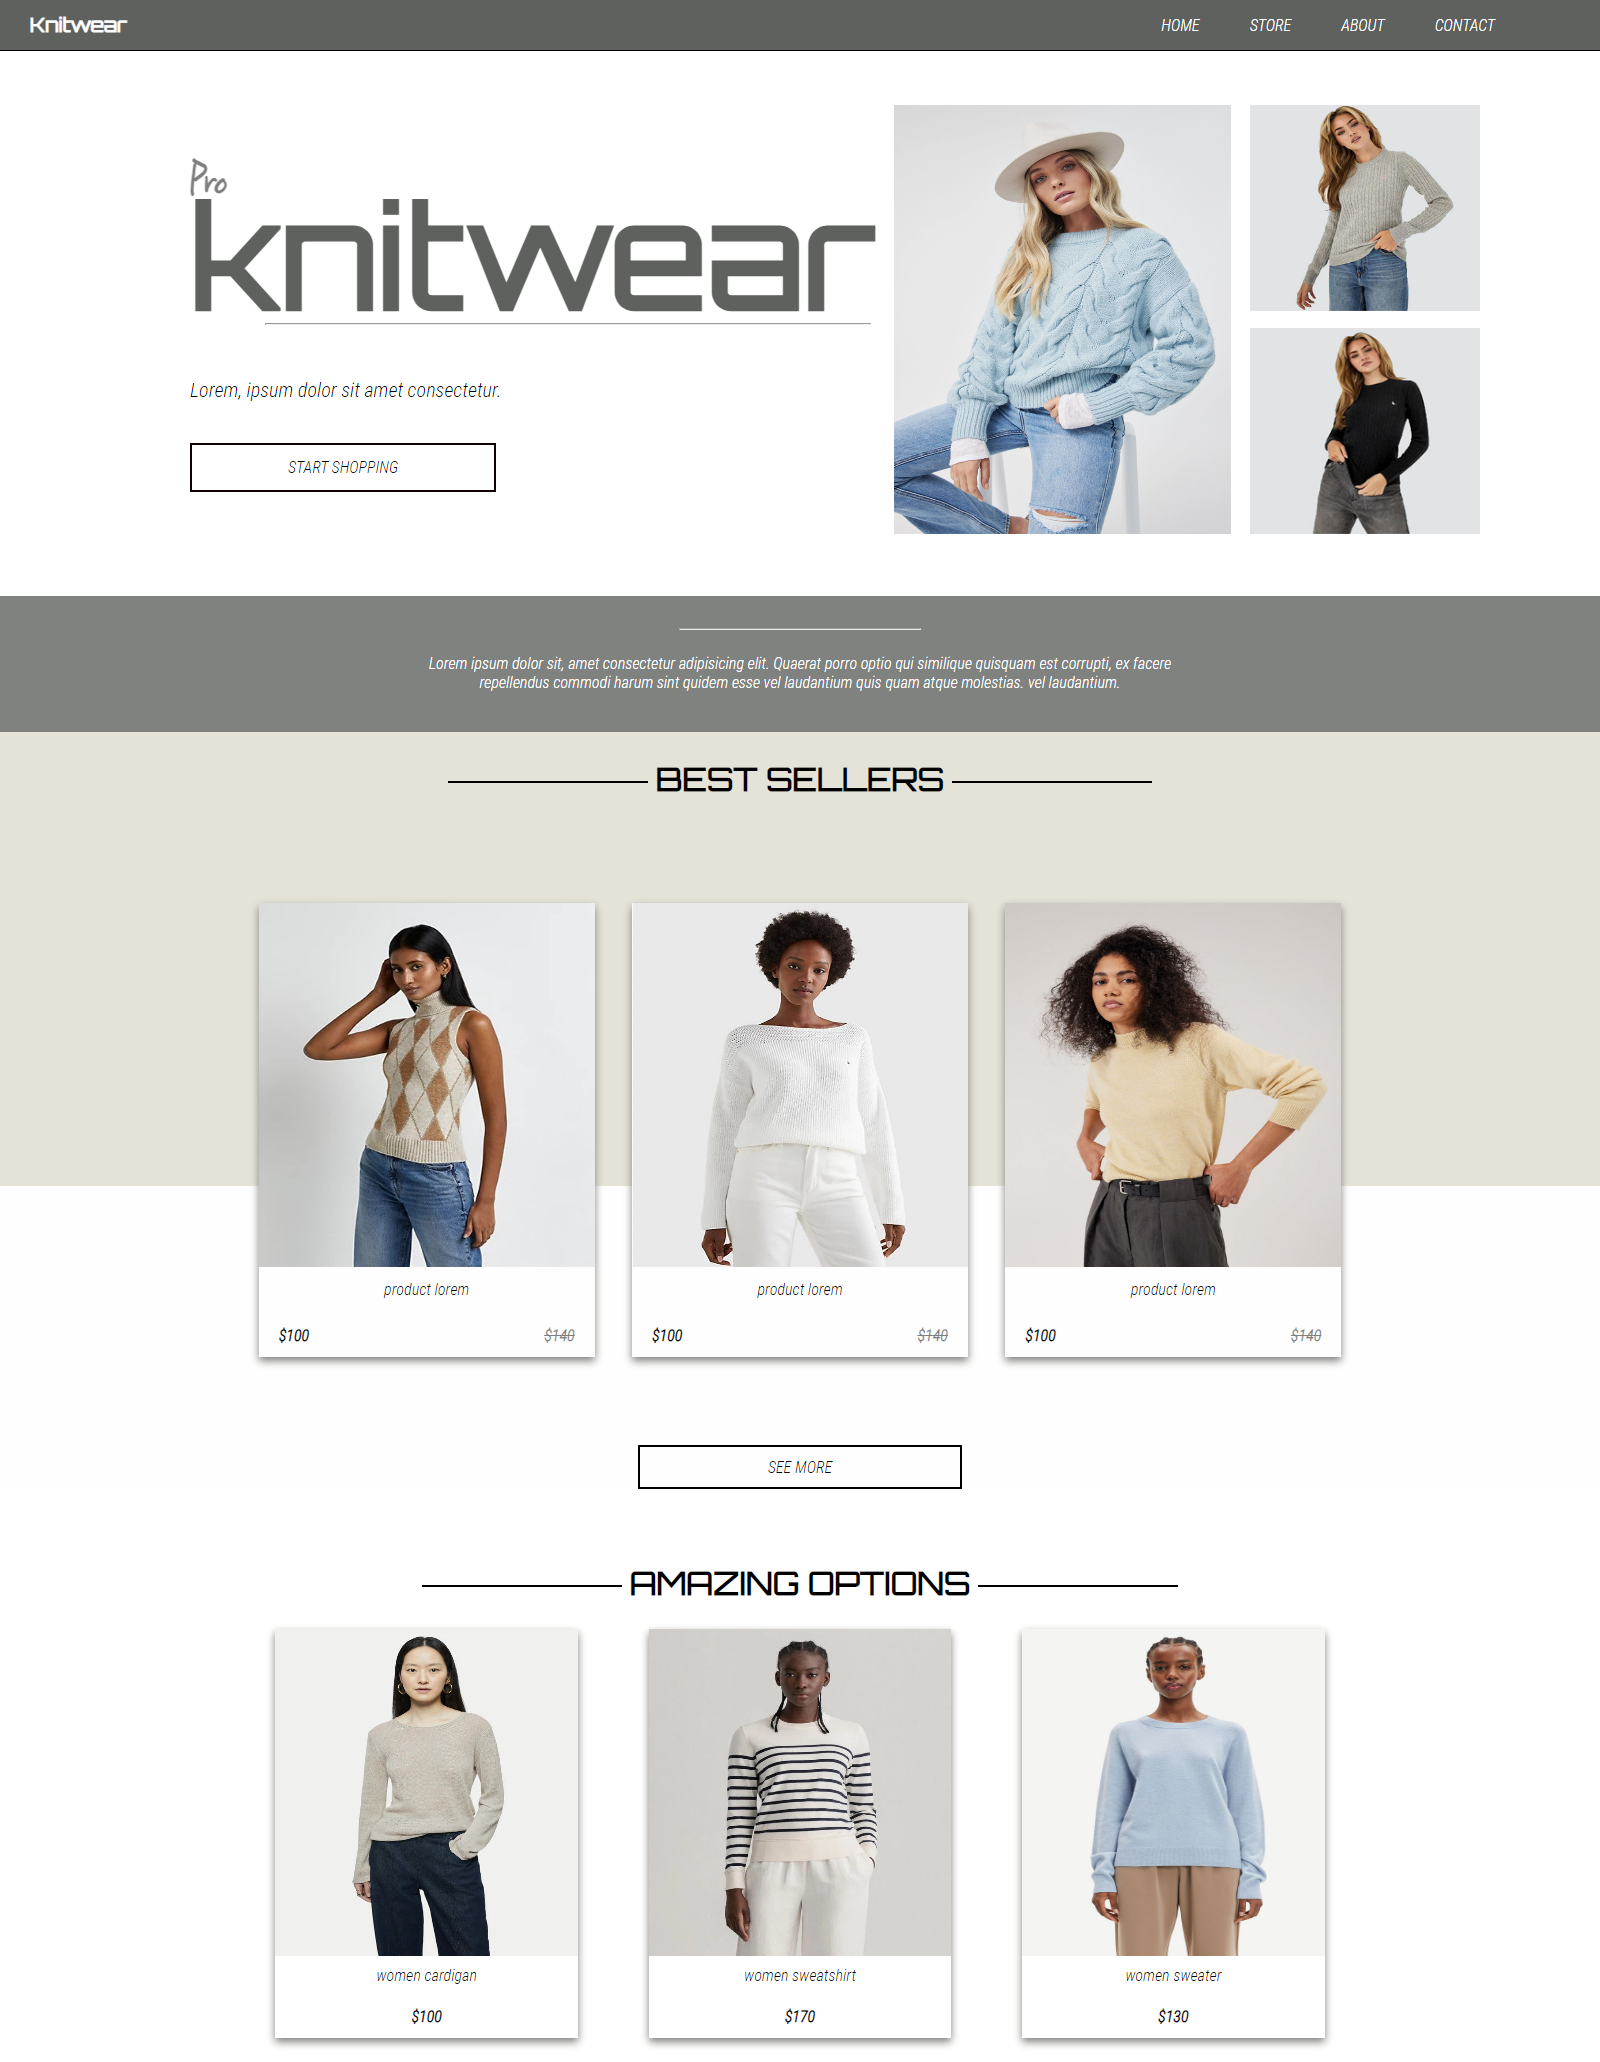 Knitwear
HOME STORE ABOUT CONTACT
Pro
knitwear
Lorem, ipsum dolor sit amet consectetur.
START SHOPPING
Lorem ipsum dolor sit, amet consectetur adipisicing elit. Quaerat porro optio qui similique quisquam est corrupti, ex facere
repellendus commodi harum sint quidem esse vel laudantium quis quam atque molestias. vel laudantium.
BEST SELLERS
product lorem
$100 $140
product lorem
$100 $140
product lorem
$100 $140
SEE MORE
AMAZING OPTIONS
women cardigan
$100
women sweatshirt
$170
women sweater
$130